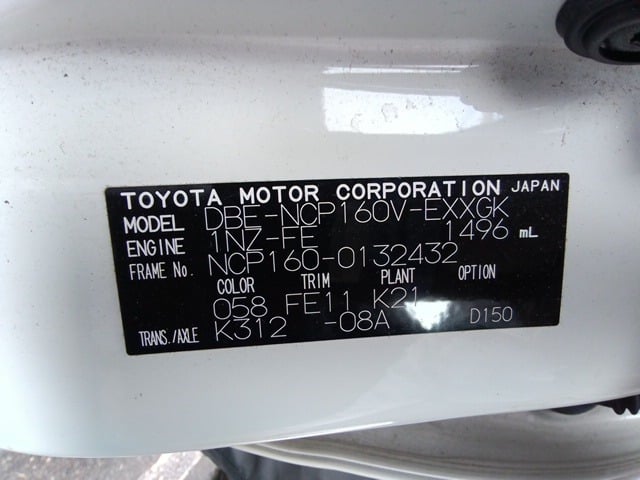 TOYOTA MOTOR CORPORATION JAPAN
MODEL DBE-NCP160V-EXXGK
ENGINE 1NZ-FE 1496 mL
FRAME No. NCP160-0132432
COLOR TRIM PLANT OPTION
058 FE11 K21
TRANS./AXLE K312 -08A D150